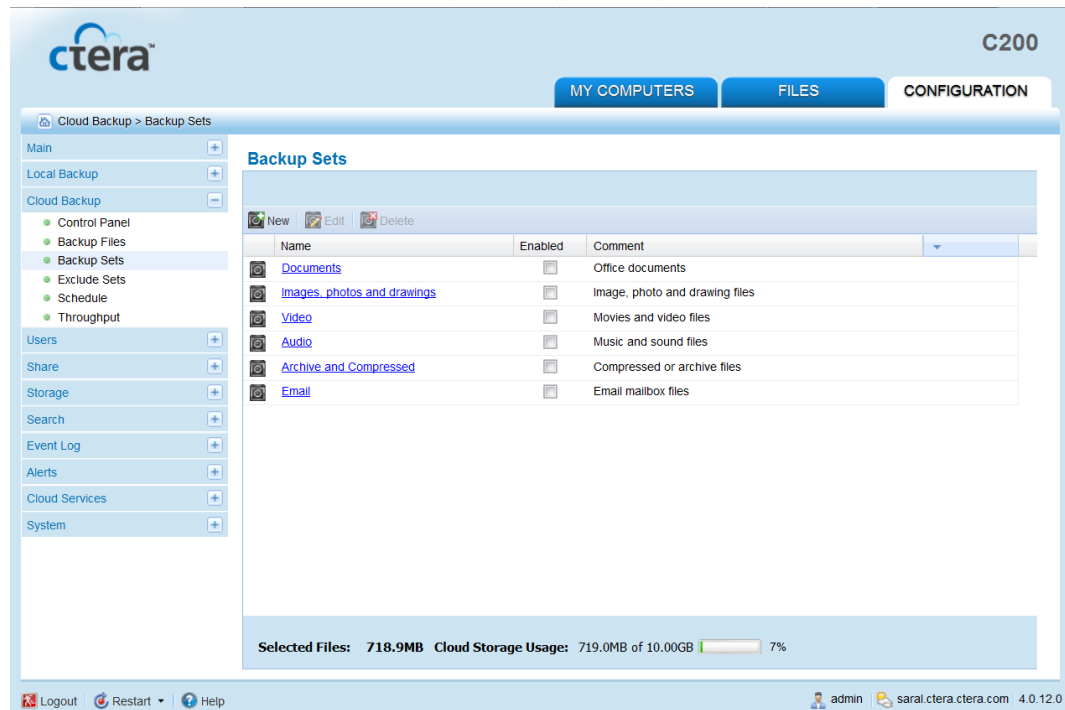 ctera™
C200
MY COMPUTERS FILES CONFIGURATION
Cloud Backup > Backup Sets
Main
Local Backup
Cloud Backup
Control Panel
Backup Files
Backup Sets
Exclude Sets
Schedule
Throughput
Users
Share
Storage
Search
Event Log
Alerts
Cloud Services
System
Backup Sets
New Edit Delete
Name Enabled Comment
Documents Office documents
Images, photos and drawings Image, photo and drawing files
Video Movies and video files
Audio Music and sound files
Archive and Compressed Compressed or archive files
Email Email mailbox files
Selected Files: 718.9MB Cloud Storage Usage: 719.0MB of 10.00GB 7%
Logout Restart Help admin saral.ctera.ctera.com 4.0.12.0